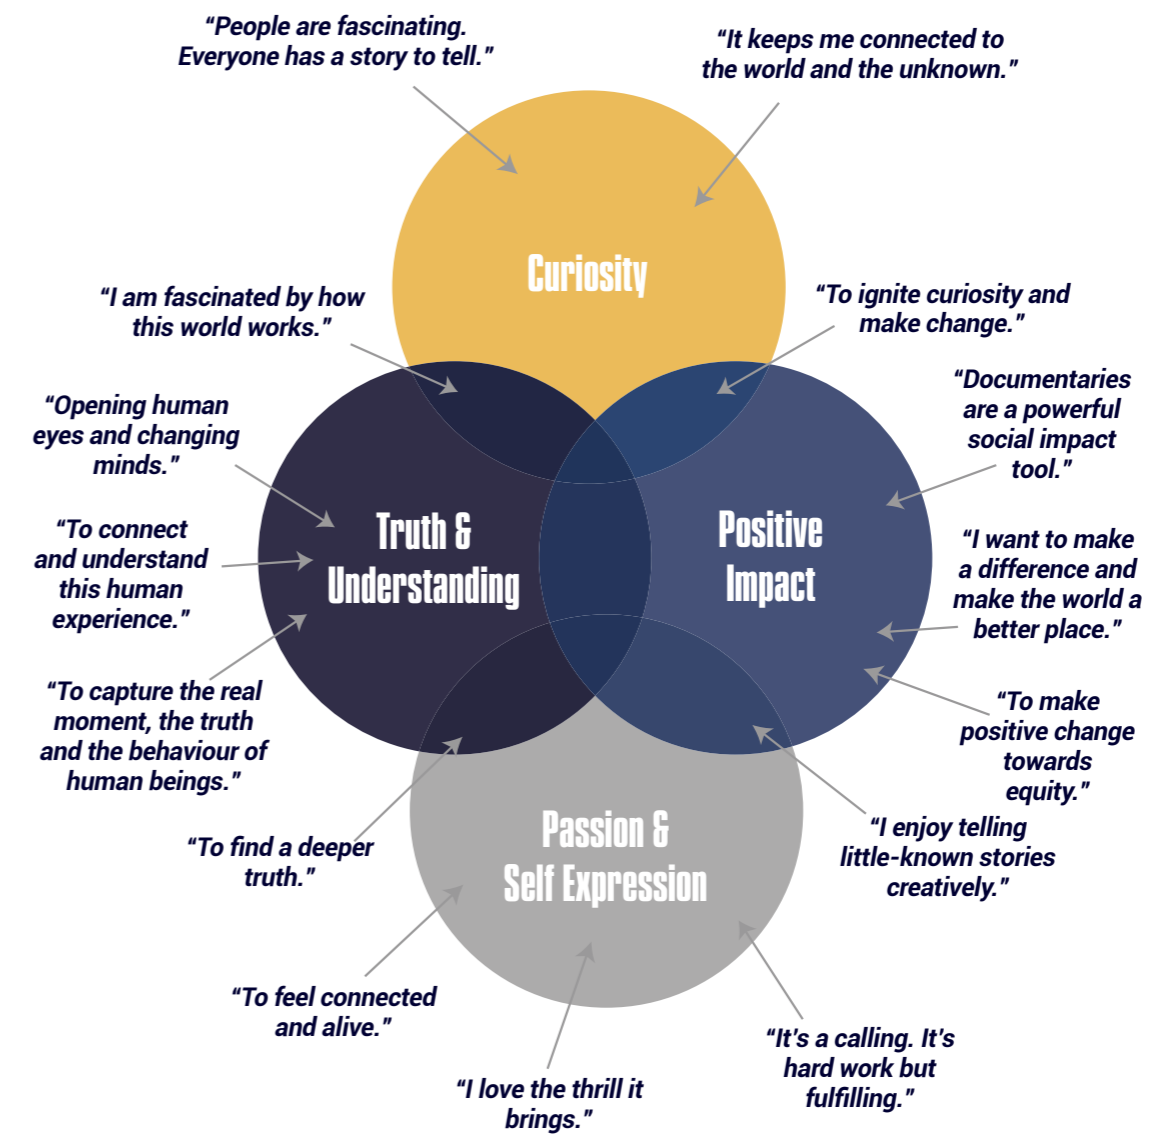 “People are fascinating.
Everyone has a story to tell.”
“It keeps me connected to
the world and the unknown.”
Curiosity
“I am fascinated by how
this world works.”
“To ignite curiosity and
make change.”
“Opening human
eyes and changing
minds.”
“Documentaries
are a powerful
social impact
tool.”
“To connect
and understand
this human
experience.”
Truth &
Understanding
Positive
Impact
“I want to make
a difference and
make the world a
better place.”
“To capture the real
moment, the truth
and the behaviour of
human beings.”
“To make
positive change
towards
equity.”
“To find a deeper
truth.”
Passion &
Self Expression
“I enjoy telling
little-known stories
creatively.”
“To feel connected
and alive.”
“I love the thrill it
brings.”
“It’s a calling. It’s
hard work but
fulfilling.”